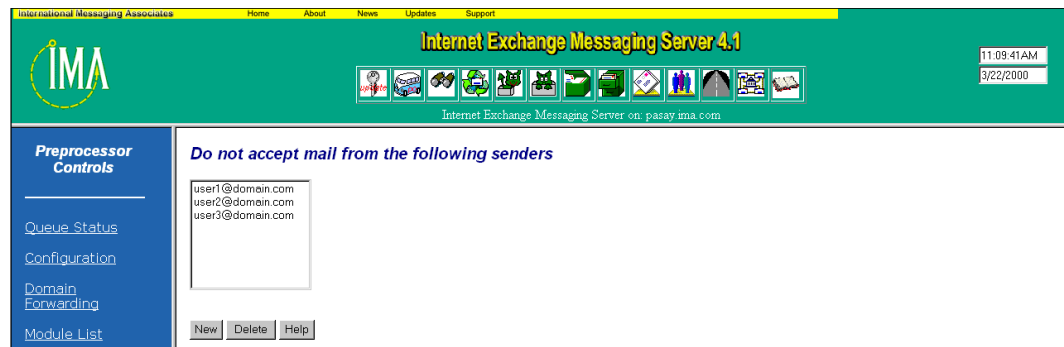 International Messaging Associates Home About News Updates Support
IMA
Internet Exchange Messaging Server 4.1
11:09:41AM
3/22/2000
update
Internet Exchange Messaging Server on: pasay.ima.com
Preprocessor
Controls
Do not accept mail from the following senders
user1@domain.com
user2@domain.com
user3@domain.com
Queue Status
Configuration
Domain
Forwarding
Module List
New Delete Help